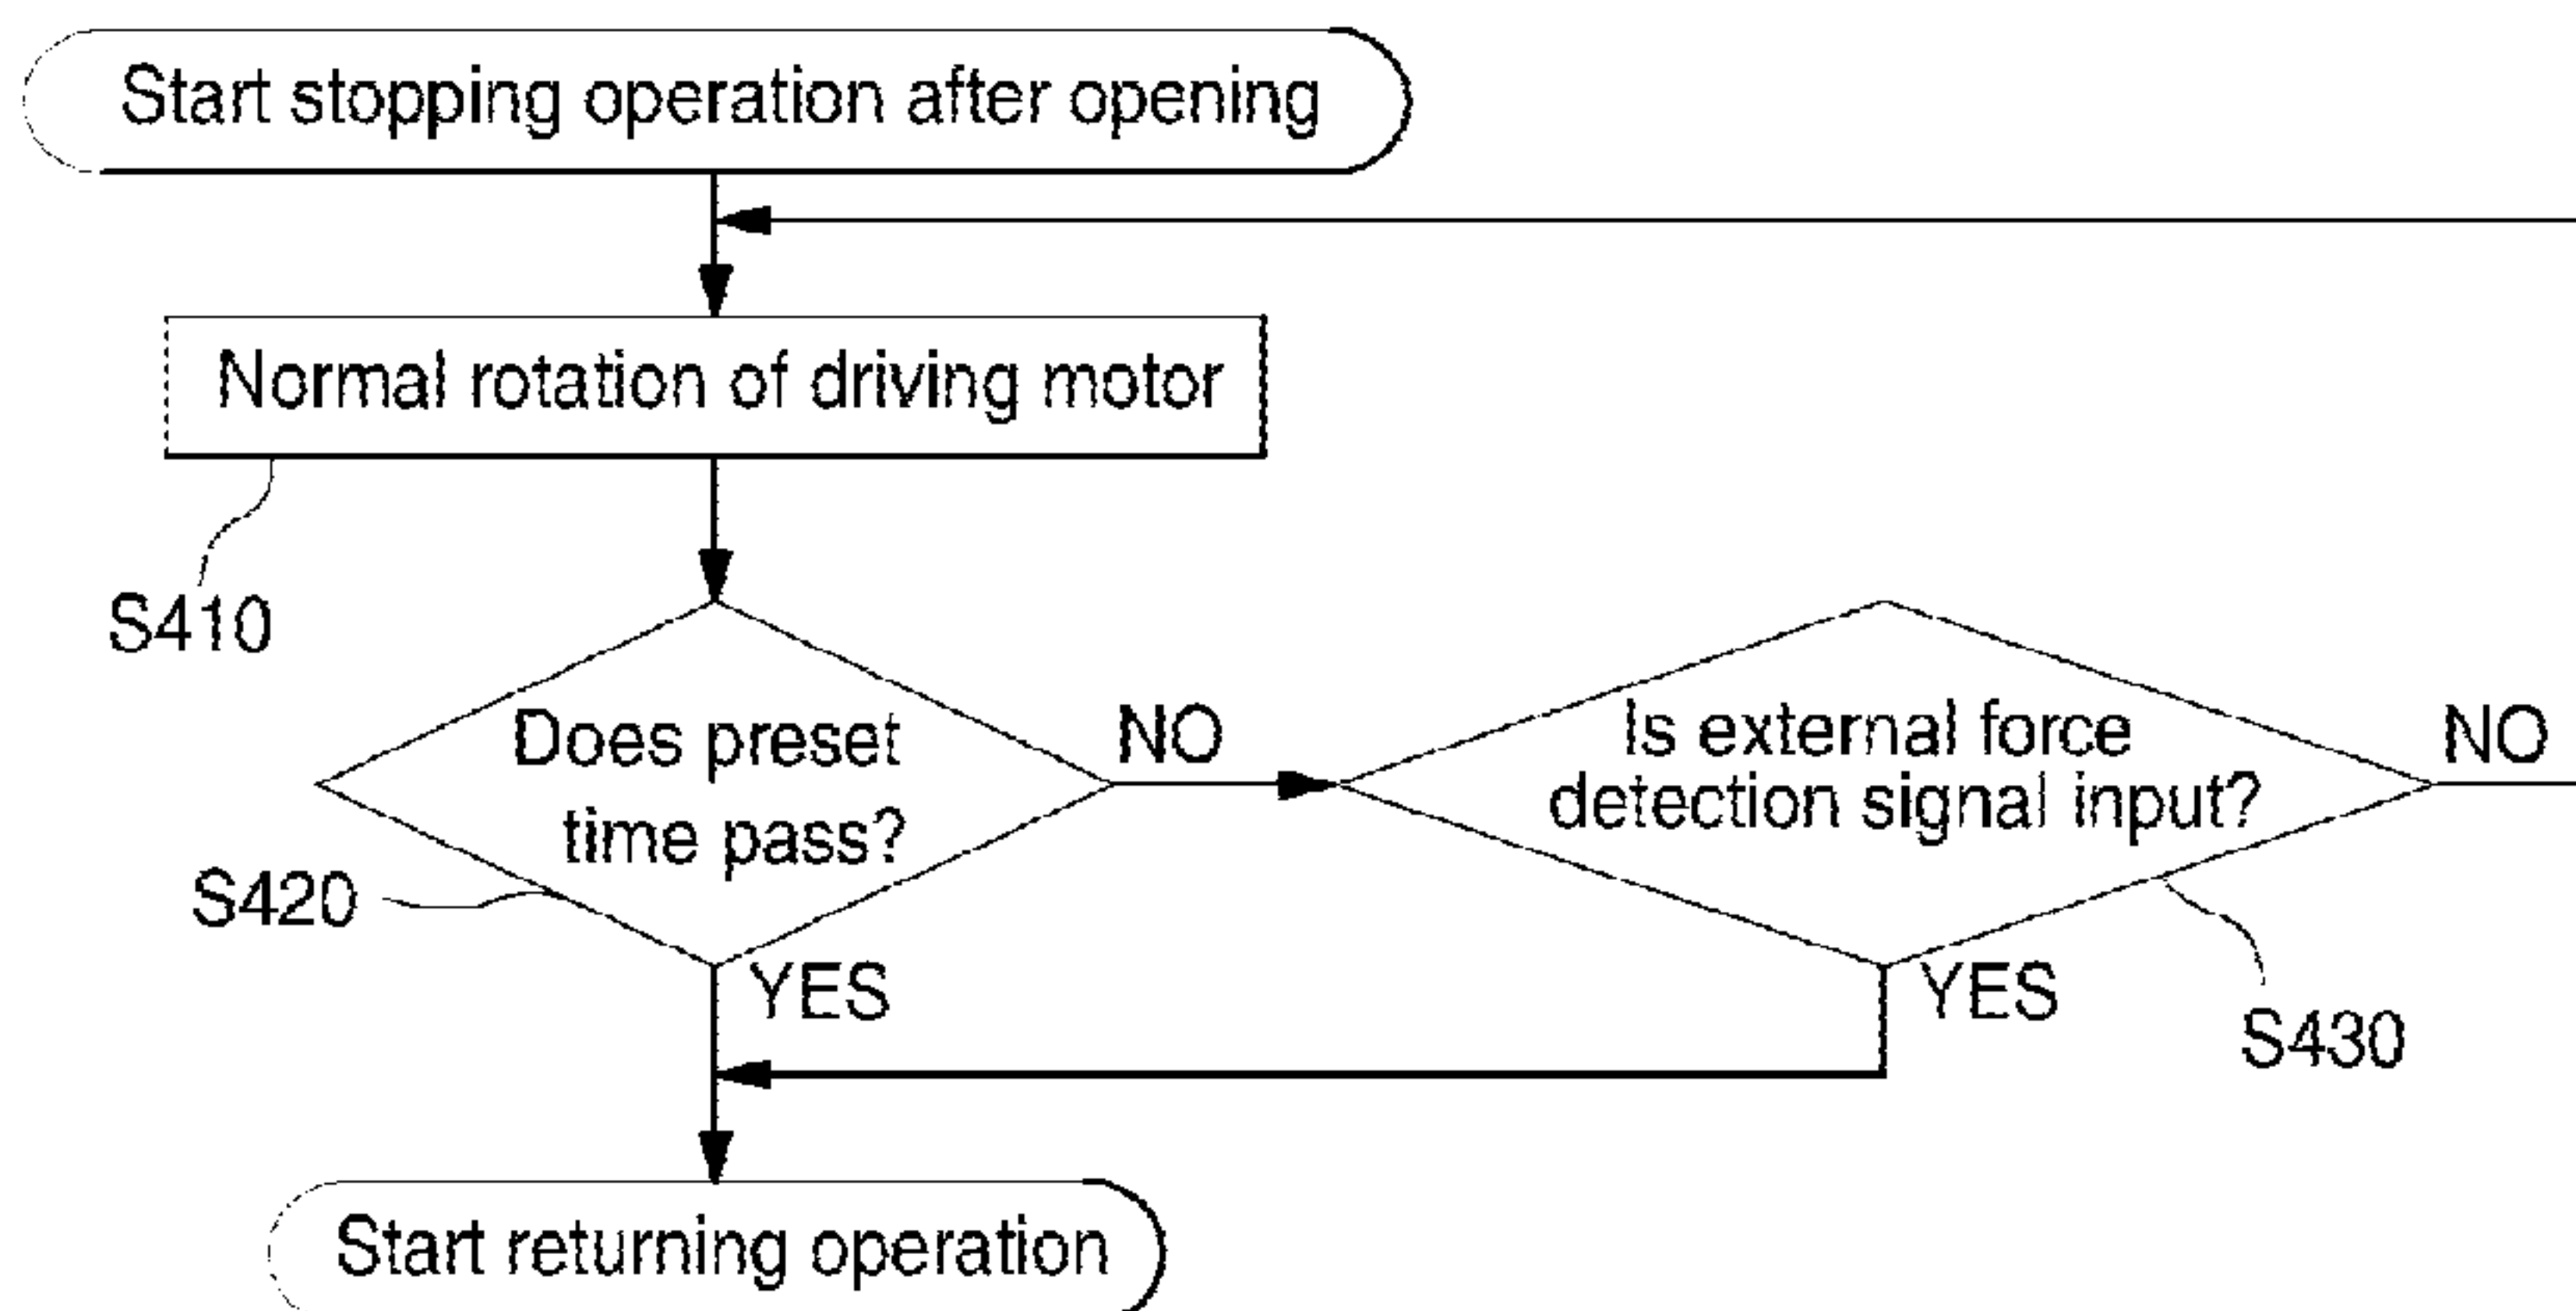 Start stopping operation after opening
Normal rotation of driving motor
S410
Does preset
time pass?
NO
Is external force
detection signal input?
NO
S420
YES
YES
S430
Start returning operation